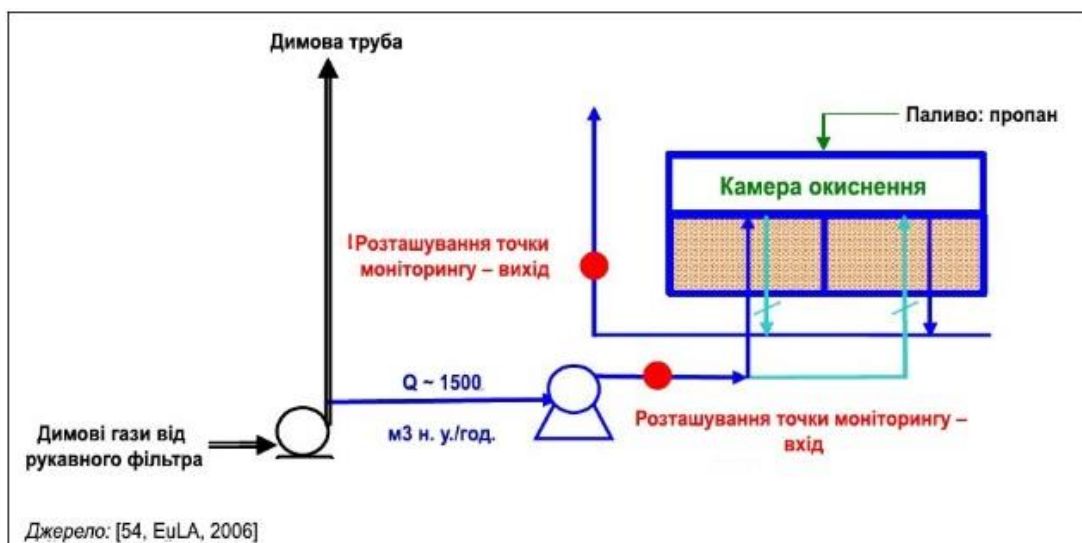 Димова труба
Паливо: пропан
Камера окиснення
Розташування точки
моніторингу – вихід
Q ~ 1500
м3 н. у./год.
Розташування точки моніторингу –
вхід
Димові гази від
рукавного фільтра
Джерело: [54, EuLA, 2006]